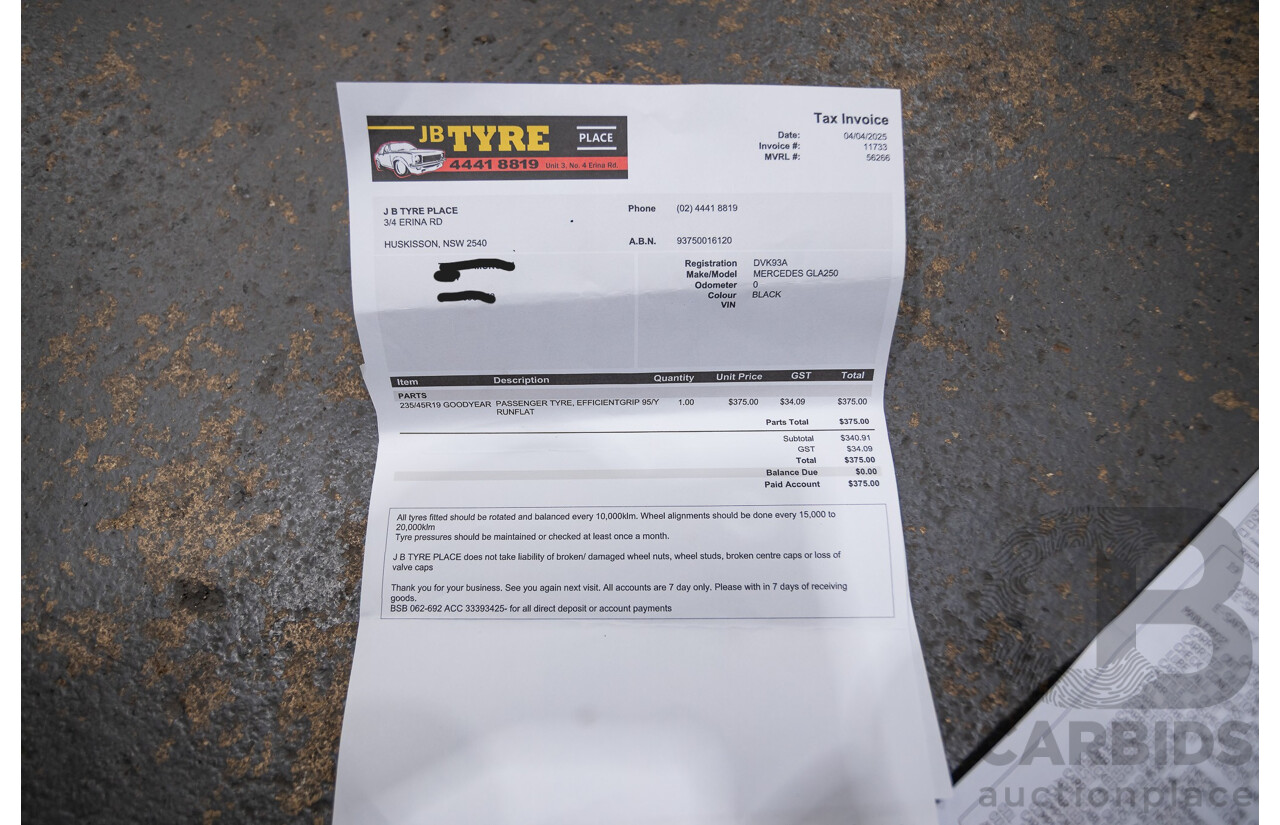 JB TYRE PLACE
4441 8819 Unit 3, No. 4 Erina Rd.
Tax Invoice
Date: 04/04/2025
Invoice #: 11733
MVRL #: 56266
J B TYRE PLACE
3/4 ERINA RD
HUSKISSON, NSW 2540
Phone (02) 4441 8819
A.B.N. 93750016120
Registration DVK93A
Make/Model MERCEDES GLA250
Odometer 0
Colour BLACK
VIN
Item Description Quantity Unit Price GST Total
PARTS
235/45R19 GOODYEAR PASSENGER TYRE, EFFICIENTGRIP 95/Y 1.00 $375.00 $34.09 $375.00
RUNFLAT
Parts Total $375.00
Subtotal $340.91
GST $34.09
Total $375.00
Balance Due $0.00
Paid Account $375.00
All tyres fitted should be rotated and balanced every 10,000klm. Wheel alignments should be done every 15,000 to
20,000klm
Tyre pressures should be maintained or checked at least once a month.
J B TYRE PLACE does not take liability of broken/ damaged wheel nuts, wheel studs, broken centre caps or loss of
valve caps
Thank you for your business. See you again next visit. All accounts are 7 day only. Please with in 7 days of receiving
goods.
BSB 062-692 ACC 33393425- for all direct deposit or account payments
CARBIDS
auctionplace